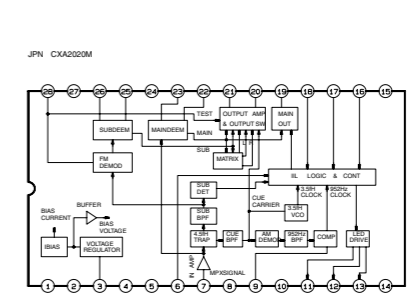 JPN CXA2020M
28 27 26 25 24 23 22 21 20 19 18 17 16 15
TEST
OUTPUT AMP
& OUTPUT SW
MAIN
OUT
SUBDEEM
MAINDEEM
MAIN
SUB
L R
MATRIX
FM
DEMOD
IIL LOGIC & CONT
SUB
DET
3.5fH
CLOCK
952Hz
CLOCK
CUE
CARRIER
3.5fH
VCO
BUFFER
BIAS
CURRENT
BIAS
VOLTAGE
SUB
BPF
IBIAS
VOLTAGE
REGULATOR
4.5fH
TRAP
CUE
BPF
AM
DEMOD
952Hz
BPF
COMP
LED
DRIVE
AMP
IN
MPXSIGNAL
1 2 3 4 5 6 7 8 9 10 11 12 13 14